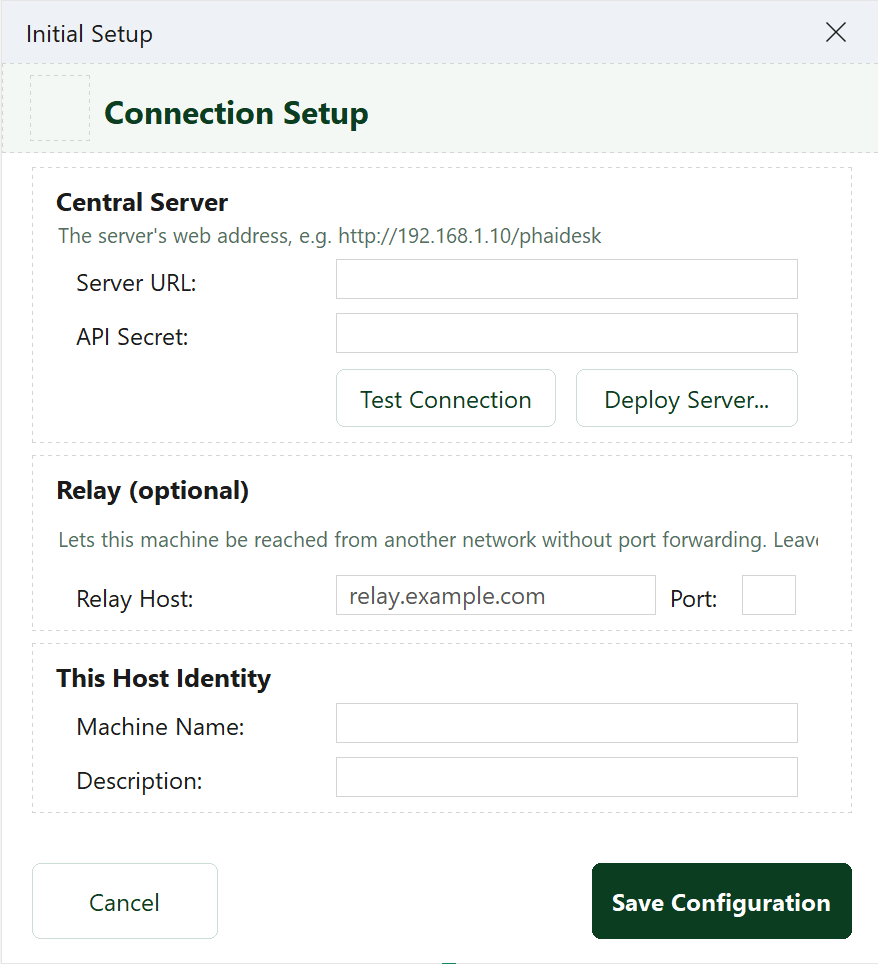 Initial Setup
Connection Setup
Central Server
The server's web address, e.g. http://192.168.1.10/phaidesk
Server URL:
API Secret:
Test Connection Deploy Server...
Relay (optional)
Lets this machine be reached from another network without port forwarding. Leave
Relay Host: relay.example.com Port:
This Host Identity
Machine Name:
Description:
Cancel Save Configuration